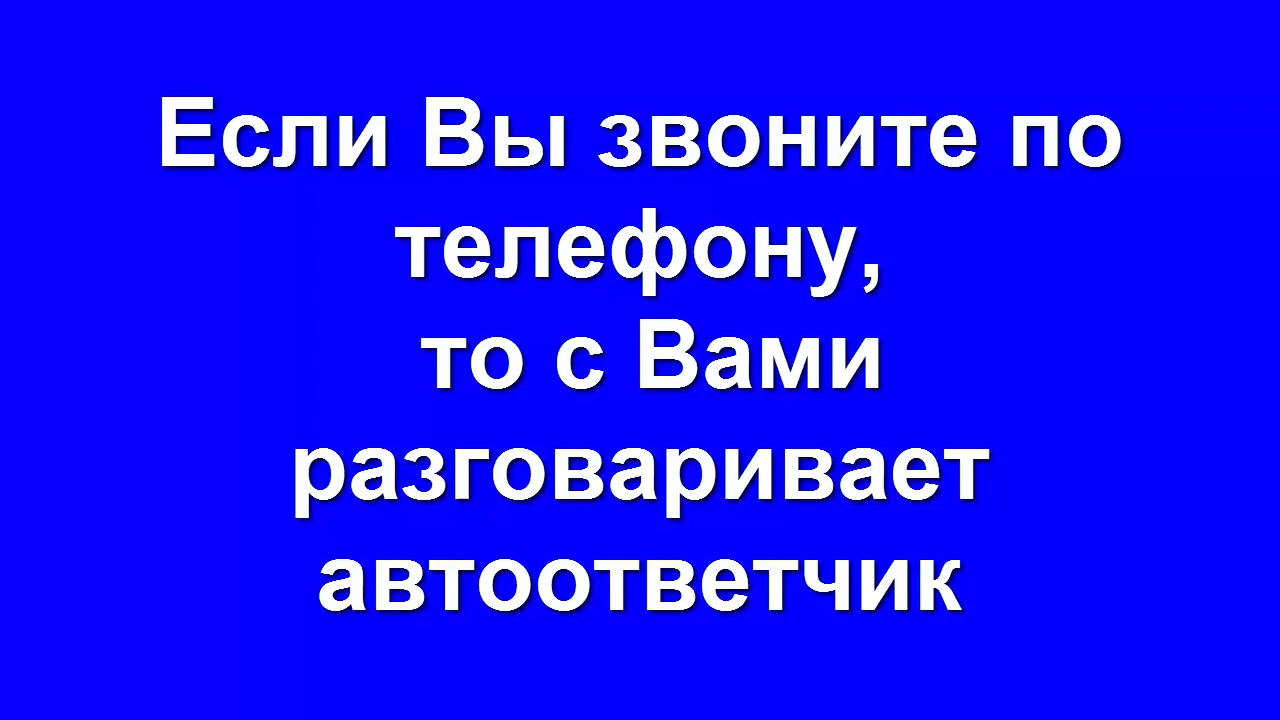 Если Вы звоните по
телефону,
то с Вами
разговаривает
автоответчик